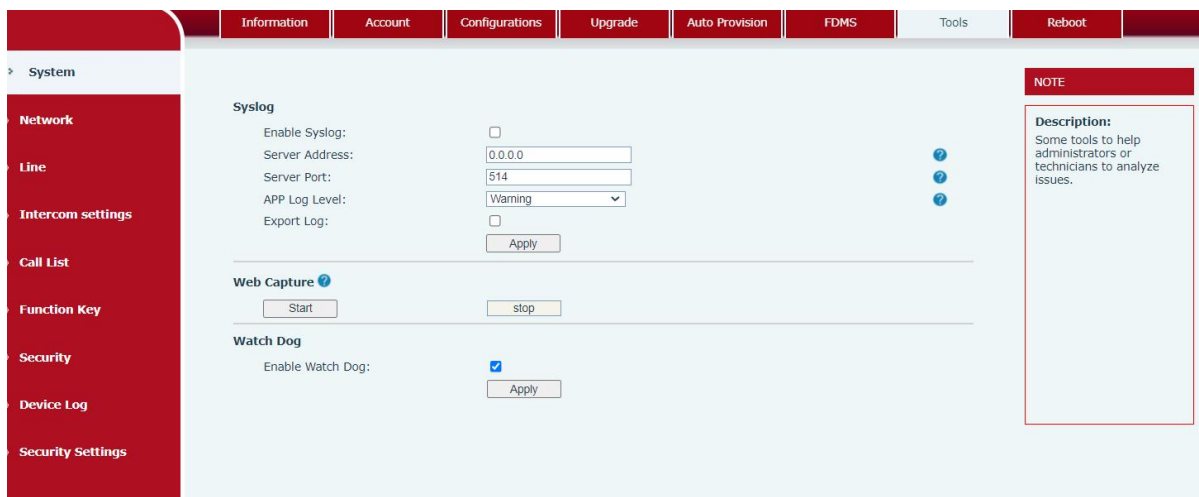 Information Account Configurations Upgrade Auto Provision FDMS Tools Reboot
System
Network
Line
Intercom settings
Call List
Function Key
Security
Device Log
Security Settings
Syslog
Enable Syslog:
Server Address: 0.0.0.0
Server Port: 514
APP Log Level: Warning
Export Log:
Apply
Web Capture
Start stop
Watch Dog
Enable Watch Dog:
Apply
NOTE
Description:
Some tools to help
administrators or
technicians to analyze
issues.